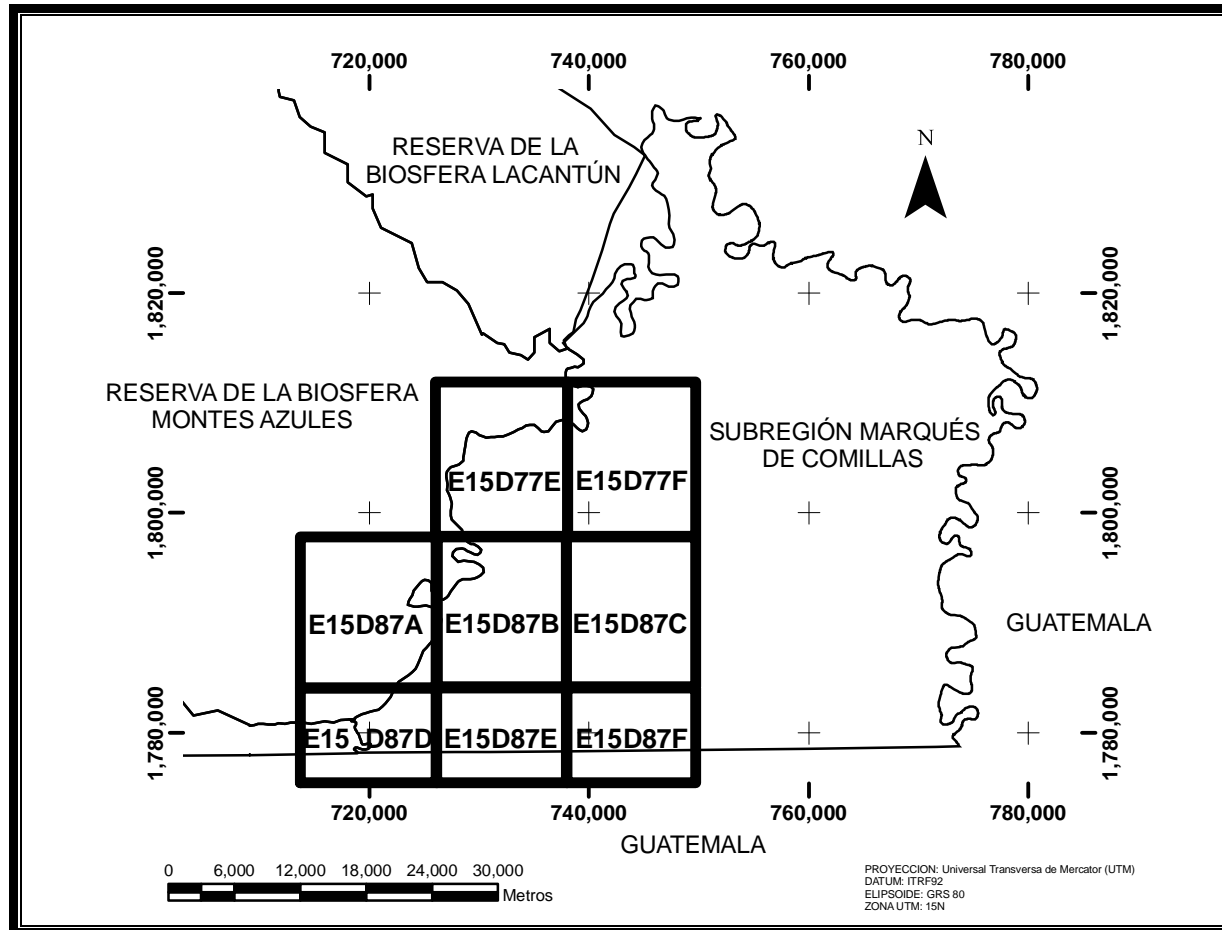 720,000 740,000 760,000 780,000
RESERVA DE LA
BIOSFERA LACANTÚN
N
1,820,000 1,820,000
RESERVA DE LA BIOSFERA
MONTES AZULES
SUBREGIÓN MARQUÉS
DE COMILLAS
E15D77E E15D77F
1,800,000 1,800,000
E15D87A E15D87B E15D87C
GUATEMALA
E15 D87D E15D87E E15D87F
1,780,000 1,780,000
720,000 740,000 760,000 780,000
GUATEMALA
0 6,000 12,000 18,000 24,000 30,000
Metros
PROYECCION: Universal Transversa de Mercator (UTM)
DATUM: ITRF92
ELIPSOIDE: GRS 80
ZONA UTM: 15N